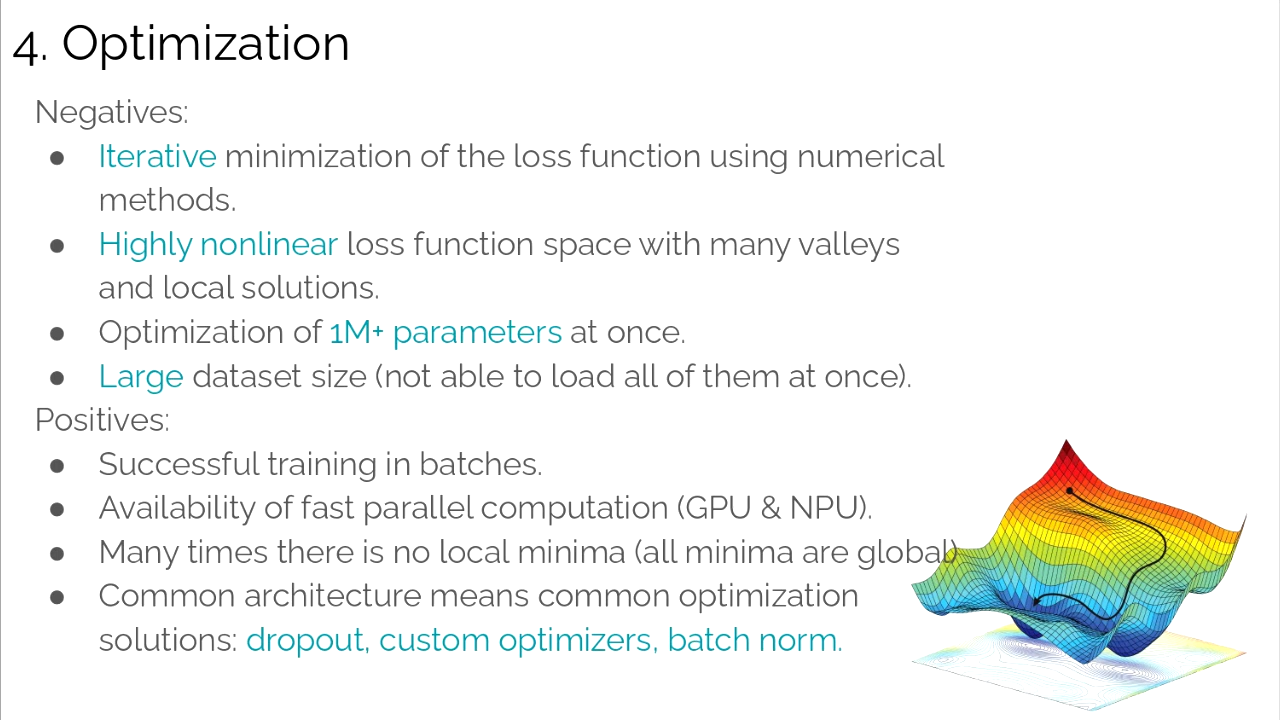 4. Optimization
Negatives:
● Iterative minimization of the loss function using numerical
methods.
● Highly nonlinear loss function space with many valleys
and local solutions.
● Optimization of 1M+ parameters at once.
● Large dataset size (not able to load all of them at once).
Positives:
● Successful training in batches.
● Availability of fast parallel computation (GPU & NPU).
● Many times there is no local minima (all minima are global)
● Common architecture means common optimization
solutions: dropout, custom optimizers, batch norm.